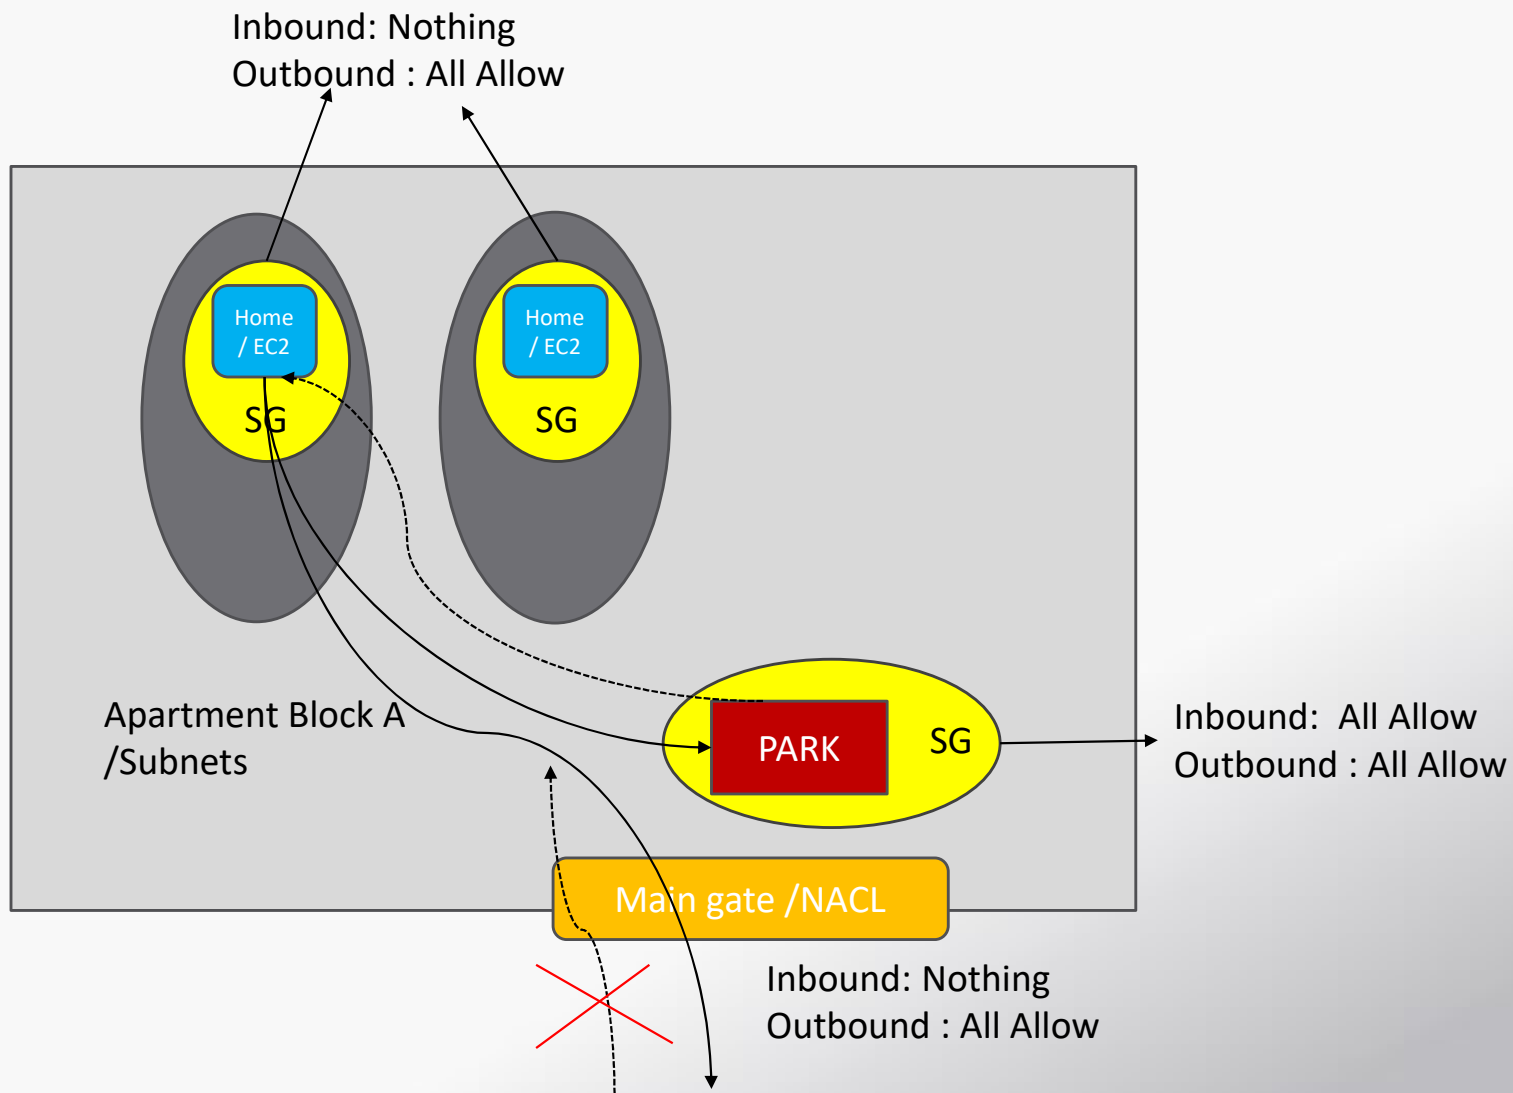 Inbound: Nothing
Outbound : All Allow
Home
/ EC2
SG
Home
/ EC2
SG
Apartment Block A
/Subnets
PARK
SG
Inbound:  All Allow
Outbound : All Allow
Main gate /NACL
Inbound: Nothing
Outbound : All Allow